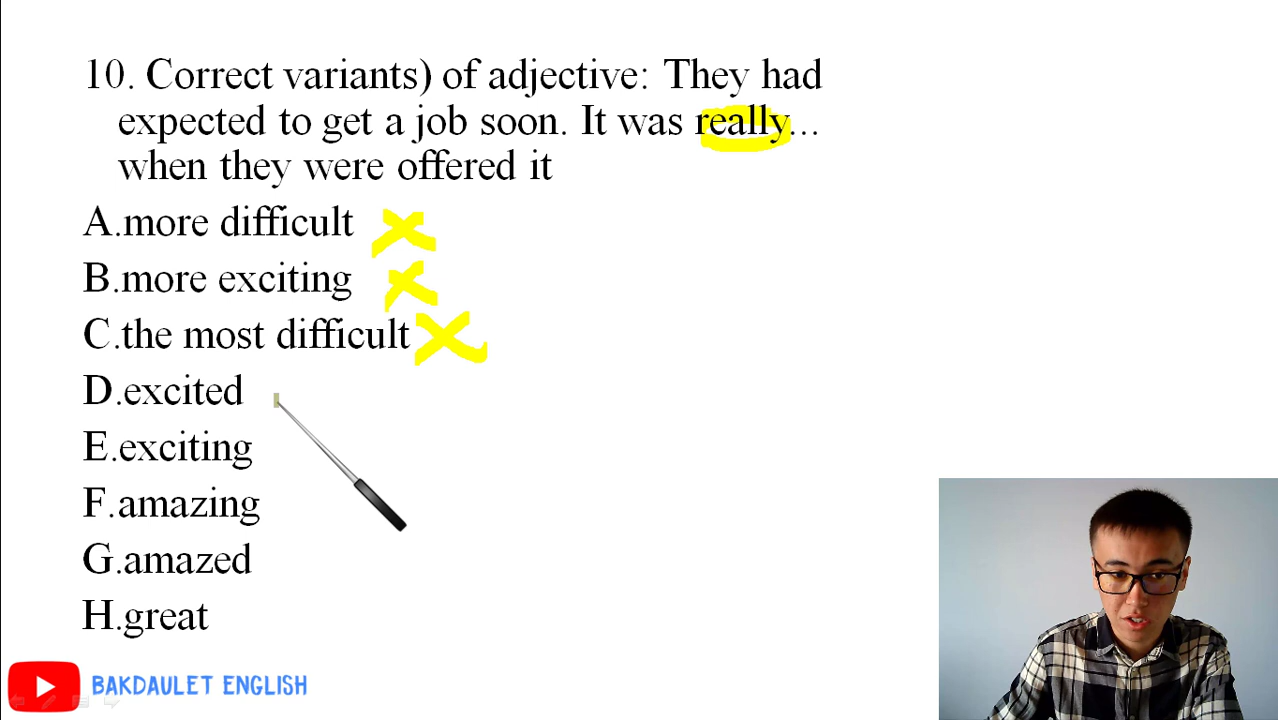 10. Correct variants) of adjective: They had
expected to get a job soon. It was really...
when they were offered it
A.more difficult
B.more exciting
C.the most difficult
D.excited
E.exciting
F.amazing
G.amazed
H.great
BAKDAULET ENGLISH